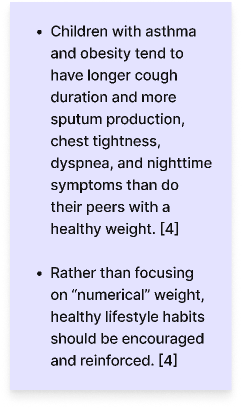 • Children with asthma
and obesity tend to
have longer cough
duration and more
sputum production,
chest tightness,
dyspnea, and nighttime
symptoms than do
their peers with a
healthy weight. [4]
• Rather than focusing
on “numerical” weight,
healthy lifestyle habits
should be encouraged
and reinforced. [4]